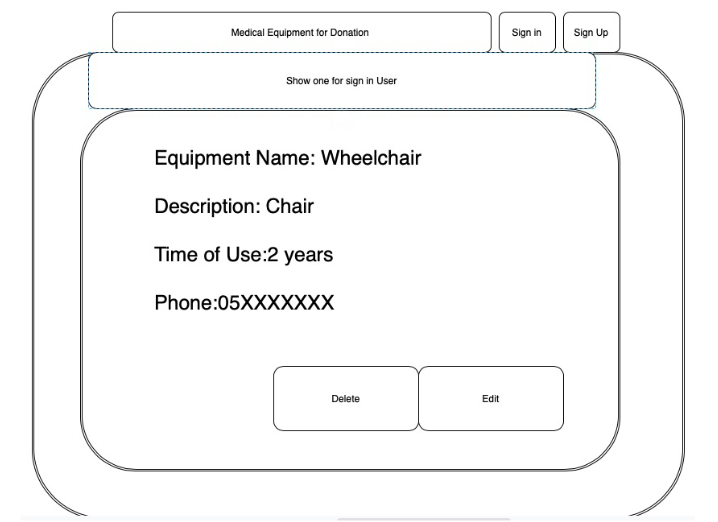 Medical Equipment for Donation
Sign in
Sign Up
Show one for sign in User
Equipment Name: Wheelchair
Description: Chair
Time of Use:2 years
Phone:05XXXXXXX
Delete
Edit